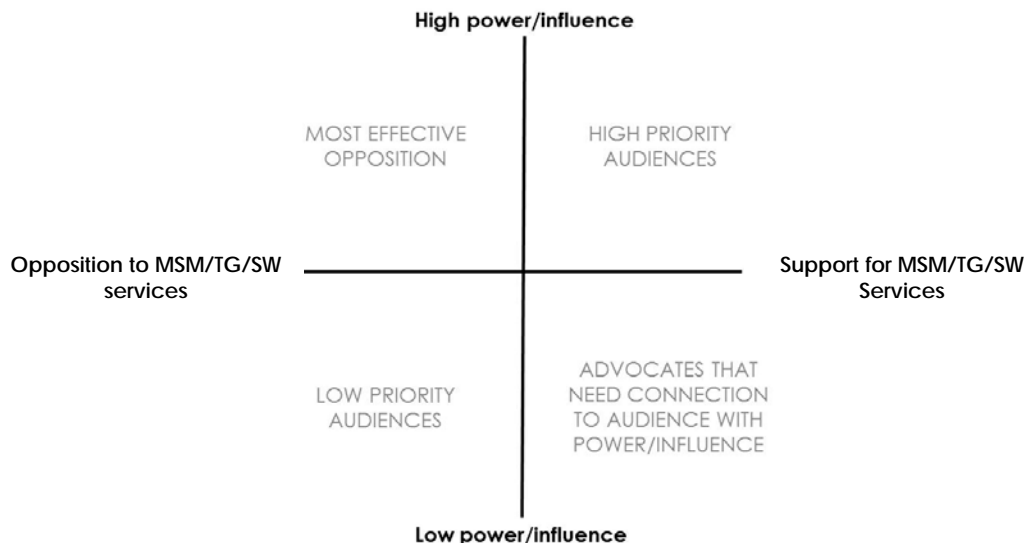 High power/influence
MOST EFFECTIVE
OPPOSITION
HIGH PRIORITY
AUDIENCES
Opposition to MSM/TG/SW
services
Support for MSM/TG/SW
Services
LOW PRIORITY
AUDIENCES
ADVOCATES THAT
NEED CONNECTION
TO AUDIENCE WITH
POWER/INFLUENCE
Low power/influence